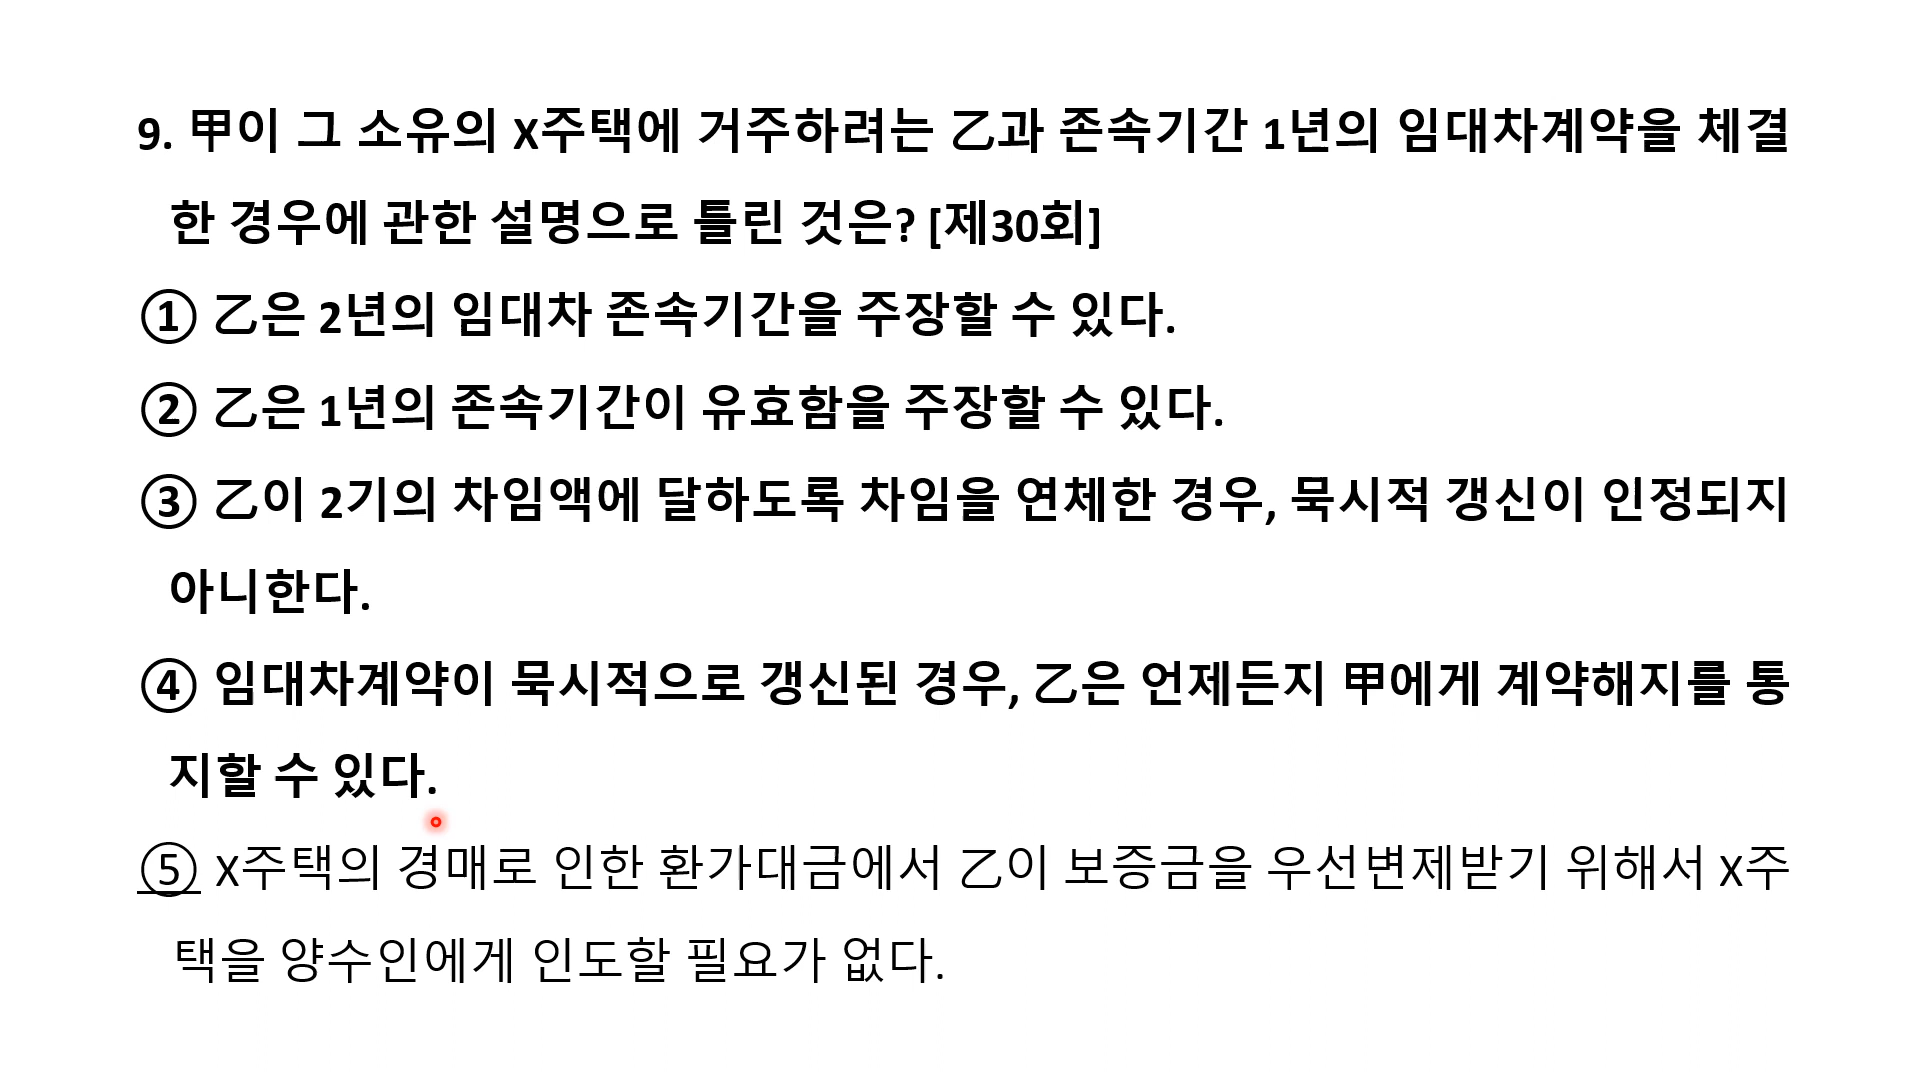 9. 甲이 그 소유의 X주택에 거주하려는 乙과 존속기간 1년의 임대차계약을 체결
한 경우에 관한 설명으로 틀린 것은? [제30회]
① 乙은 2년의 임대차 존속기간을 주장할 수 있다.
② 乙은 1년의 존속기간이 유효함을 주장할 수 있다.
③ 乙이 2기의 차임액에 달하도록 차임을 연체한 경우, 묵시적 갱신이 인정되지
아니한다.
④ 임대차계약이 묵시적으로 갱신된 경우, 乙은 언제든지 甲에게 계약해지를 통
지할 수 있다.
⑤ X주택의 경매로 인한 환가대금에서 乙이 보증금을 우선변제받기 위해서 X주
택을 양수인에게 인도할 필요가 없다.